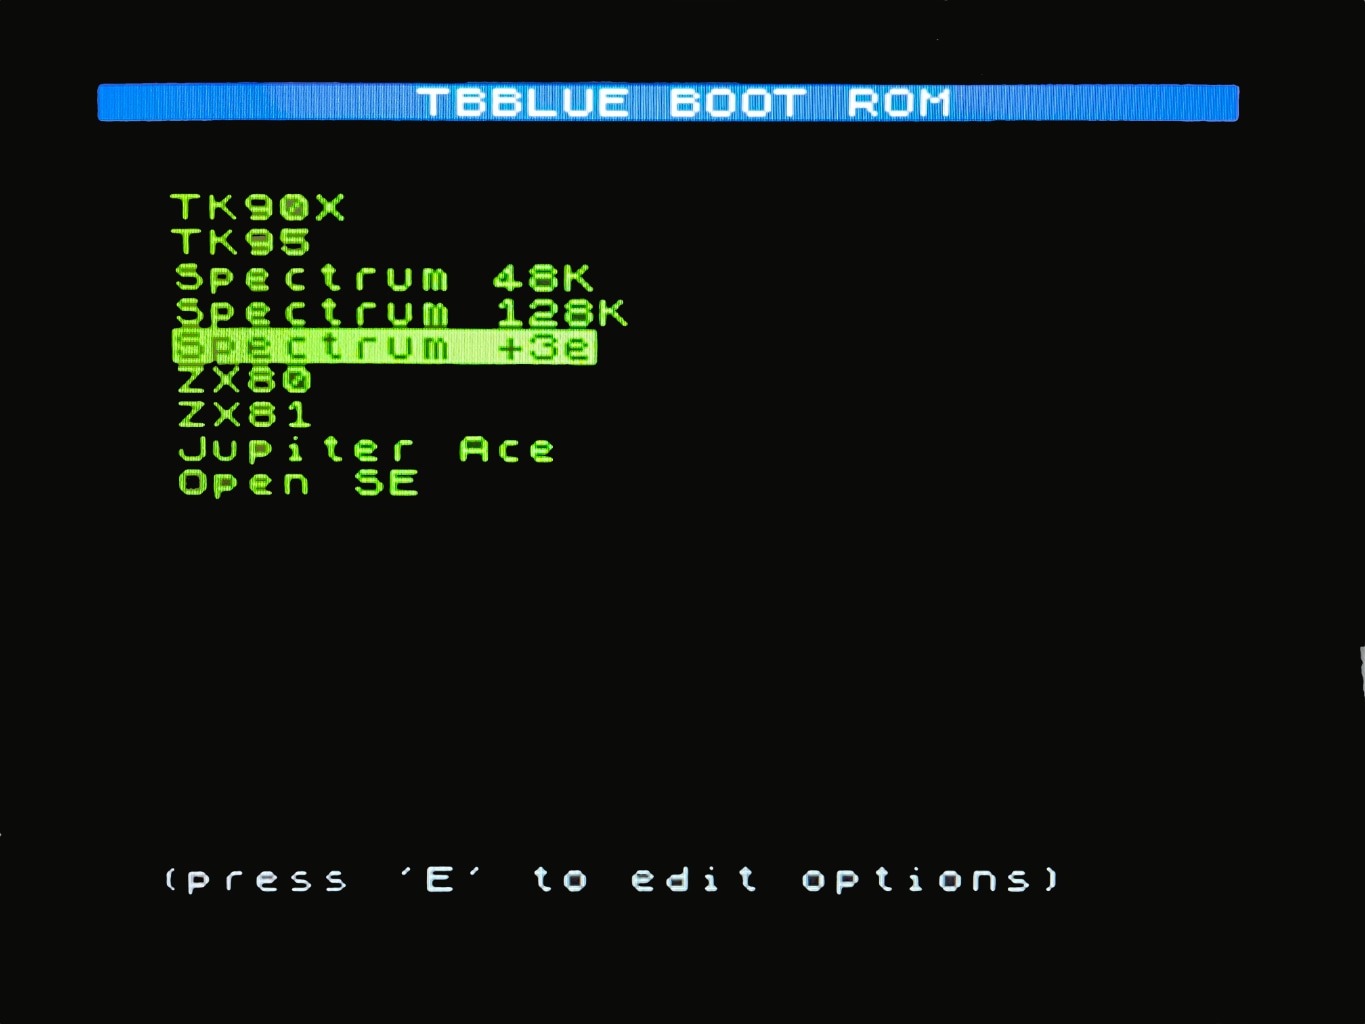 TBBLUE BOOT ROM
TK90X
TK95
Spectrum 48K
Spectrum 128K
Spectrum +3e
ZX80
ZX81
Jupiter Ace
Open SE
(press 'E' to edit options)